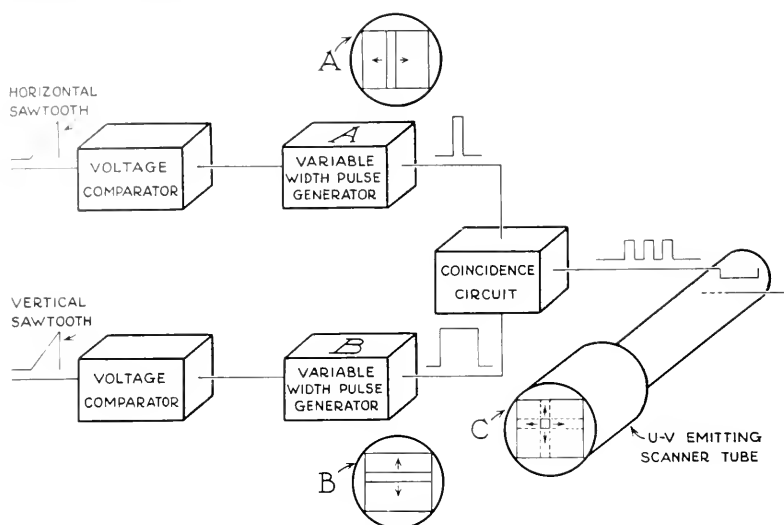 A
HORIZONTAL
SAWTOOTH
VOLTAGE
COMPARATOR
A
VARIABLE
WIDTH PULSE
GENERATOR
COINCIDENCE
CIRCUIT
VERTICAL
SAWTOOTH
VOLTAGE
COMPARATOR
B
VARIABLE
WIDTH PULSE
GENERATOR
C
U-V EMITTING
SCANNER TUBE
B